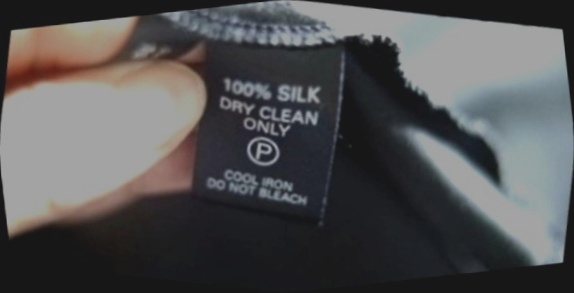 100% SILK
DRY CLEAN
ONLY
P
COOL IRON
DO NOT BLEACH